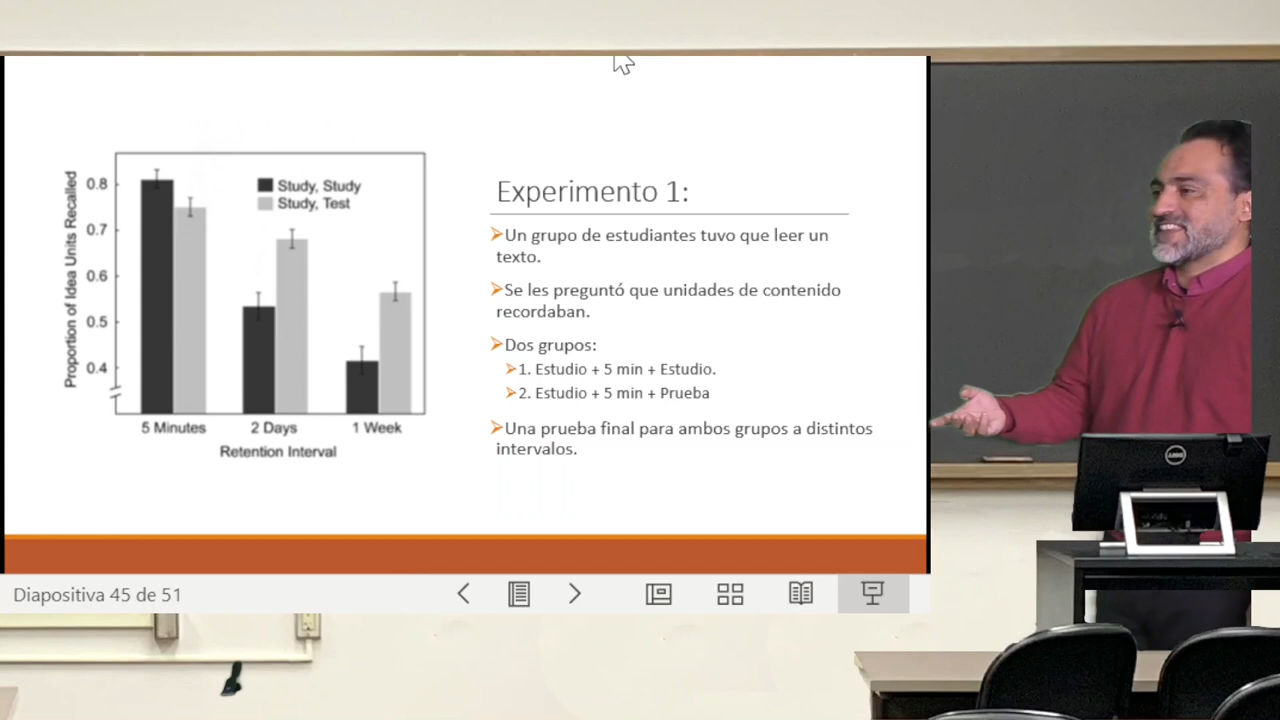 0.8
0.7
0.6
0.5
0.4
Proportion of Idea Units Recalled
Study, Study
Study, Test
5 Minutes
2 Days
1 Week
Retention Interval
Experimento 1:
Un grupo de estudiantes tuvo que leer un
texto.
Se les preguntó que unidades de contenido
recordaban.
Dos grupos:
1. Estudio + 5 min + Estudio.
2. Estudio + 5 min + Prueba
Una prueba final para ambos grupos a distintos
intervalos.
Diapositiva 45 de 51
DELL